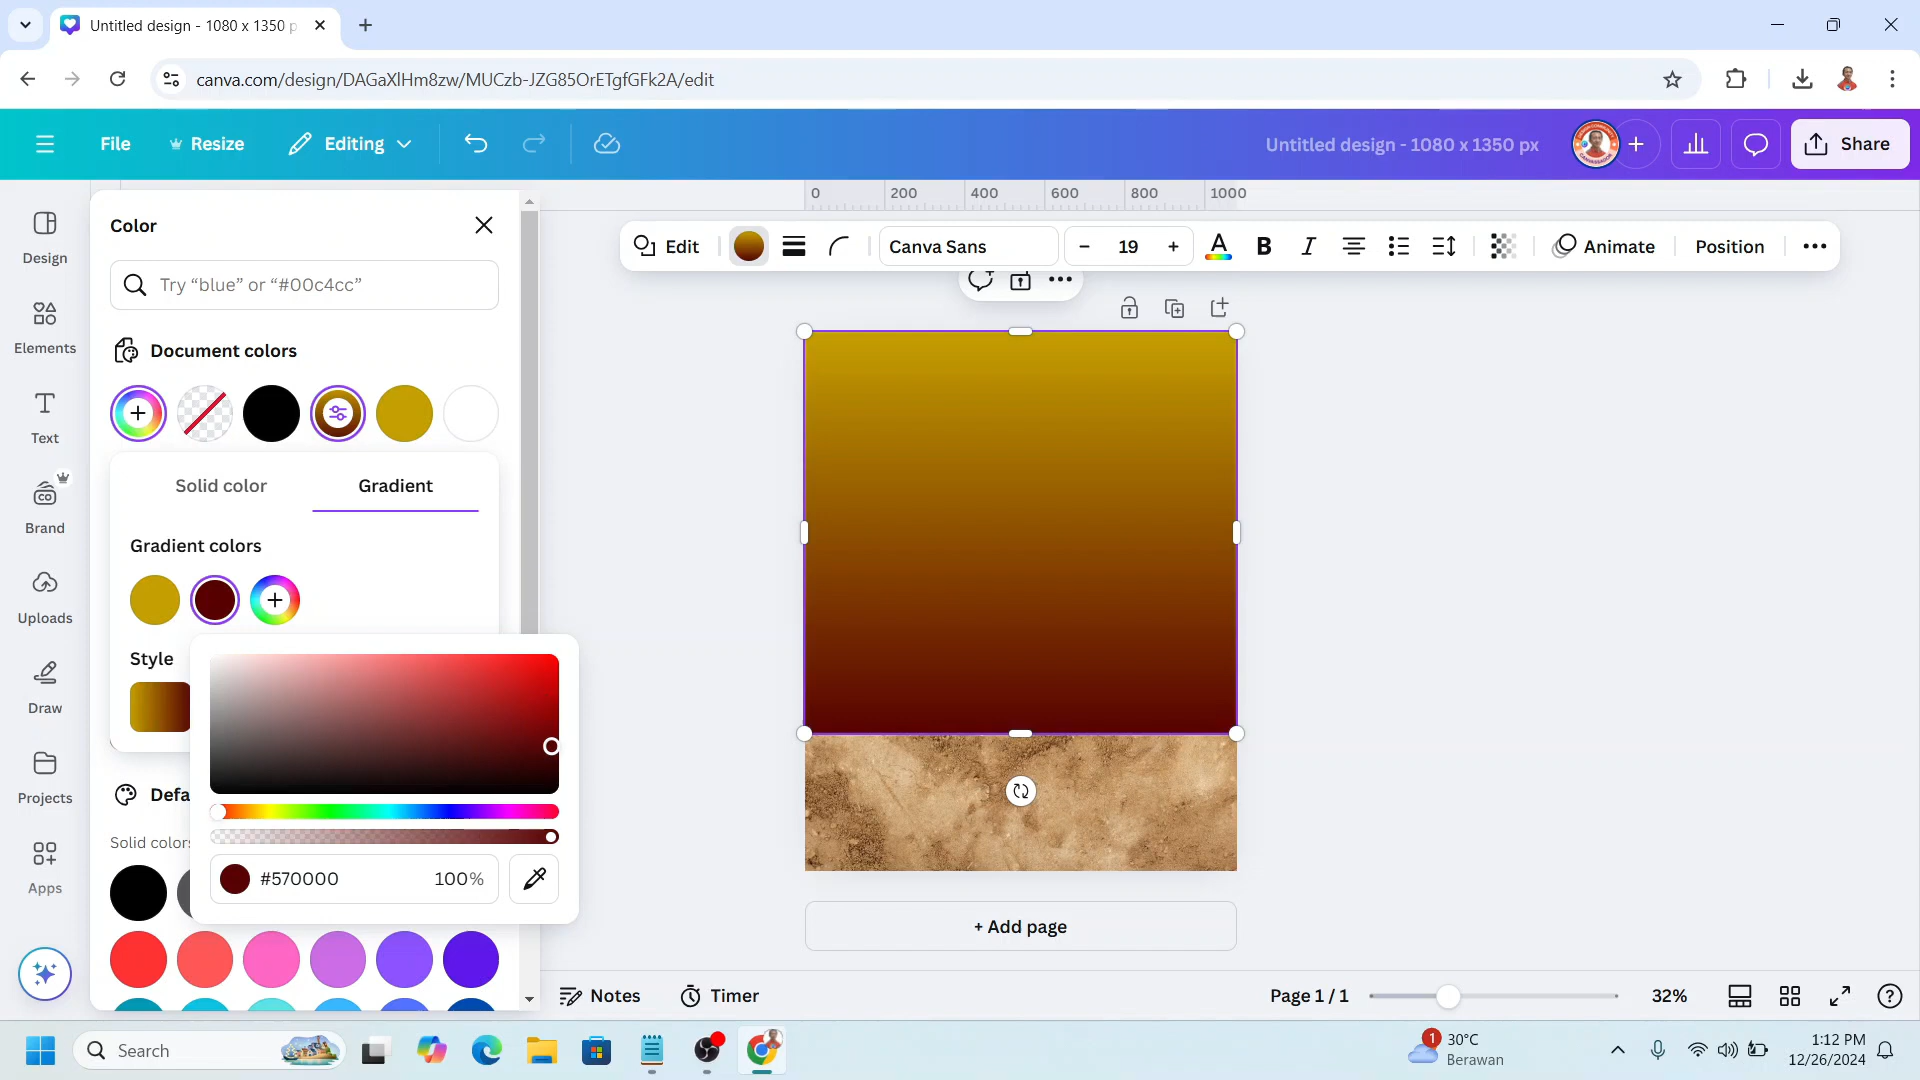 Untitled design - 1080 x 1350 p
canva.com/design/DAGaXlHm8zw/MUCzb-JZG85OrETgfGFk2A/edit
File
Resize
Editing
Untitled design - 1080 x 1350 px
Share
0 200 400 600 800 1000
Design
Elements
Text
Brand
Uploads
Draw
Projects
Apps
Color
Try “blue” or “#00c4cc”
Document colors
Solid color
Gradient
Gradient colors
Style
Defa
Solid colors
#570000 100%
Edit
Canva Sans
– 19 +
A B I
Animate
Position
+ Add page
Notes
Timer
Page 1 / 1
32%
Search
1
30°C
Berawan
1:12 PM
12/26/2024